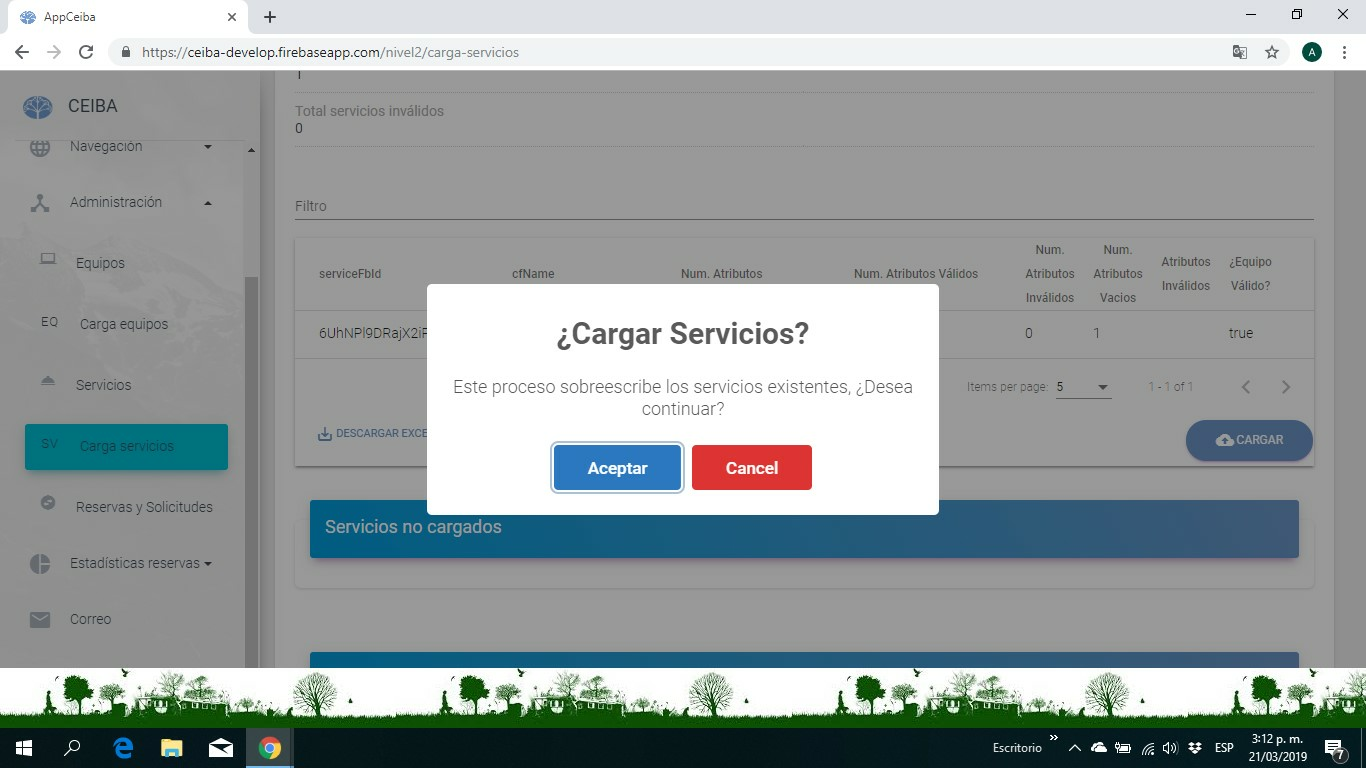 AppCeiba
https://ceiba-develop.firebaseapp.com/nivel2/carga-servicios
A
CEIBA
Navegación
Administración
Equipos
EQ Carga equipos
Servicios
SV Carga servicios
Reservas y Solicitudes
Estadísticas reservas
Correo
1
Total servicios inválidos
0
Filtro
serviceFbId cfName Num. Atributos Num. Atributos Válidos Num. Atributos Inválidos Num. Atributos Vacios Atributos Inválidos ¿Equipo Válido?
0 1 true
Items per page: 5 1 - 1 of 1
DESCARGAR CARGAR
¿Cargar Servicios?
Este proceso sobreescribe los servicios existentes, ¿Desea
continuar?
Aceptar Cancel
Servicios no cargados
Escritorio ESP 3:12 p. m.
21/03/2019
7